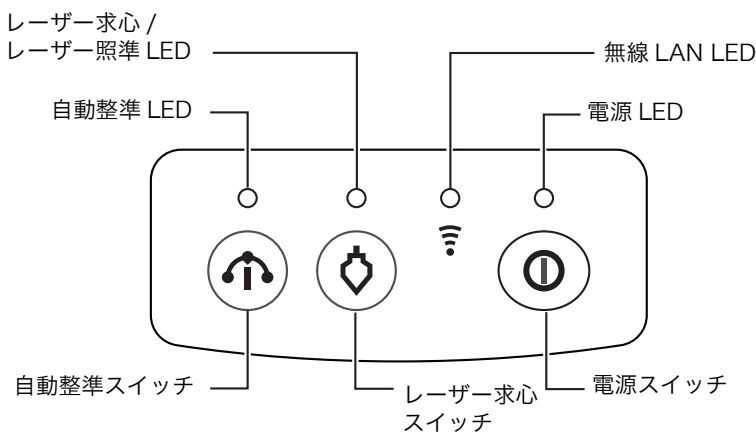 レーザー求心 /
レーザー照準 LED
無線 LAN LED
自動整準 LED
電源 LED
自動整準スイッチ
レーザー求心
スイッチ
電源スイッチ